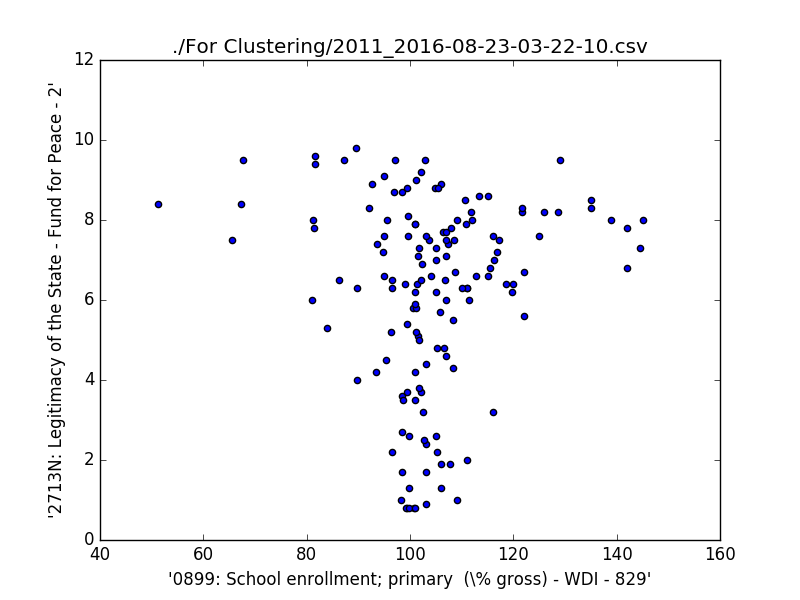 ./For Clustering/2011_2016-08-23-03-22-10.csv
12
10
8
6
4
2
0
'2713N: Legitimacy of the State - Fund for Peace - 2'
40 60 80 100 120 140 160
'0899: School enrollment; primary  (\% gross) - WDI - 829'